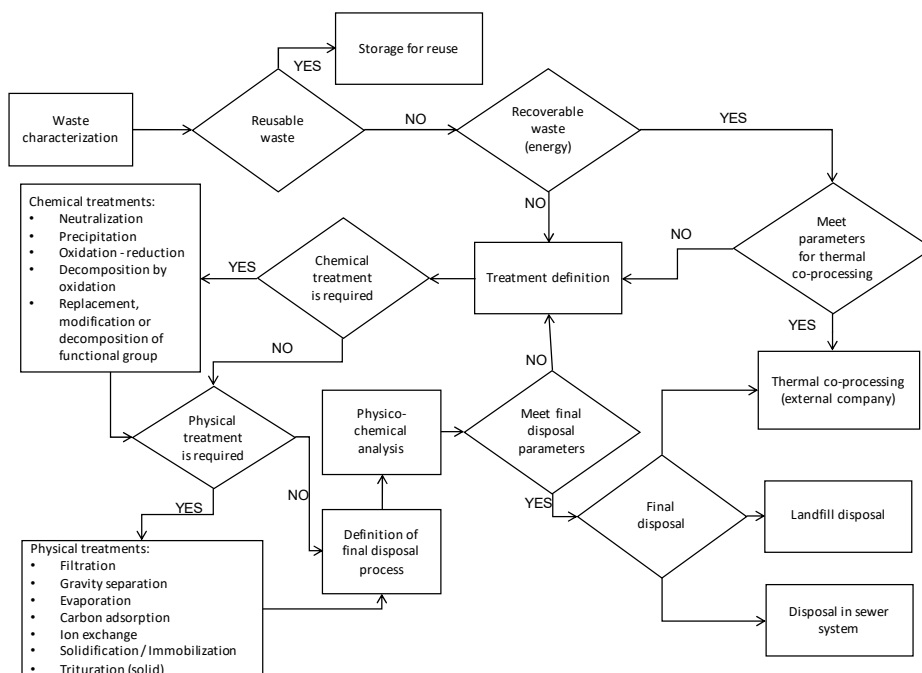 Storage for reuse
YES
Waste
characterization
Reusable
waste
NO
Recoverable
waste
(energy)
YES
NO
Chemical treatments:
• Neutralization
• Precipitation
• Oxidation - reduction
• Decomposition by
oxidation
• Replacement,
modification or
decomposition of
functional group
YES
Chemical
treatment
is required
Treatment definition
NO
Meet
parameters
for thermal
co-processing
YES
NO
NO
Thermal co-processing
(external company)
Physical
treatment
is required
Physico-
chemical
analysis
Meet final
disposal
parameters
YES
NO
YES
Definition of
final disposal
process
Final
disposal
Landfill disposal
Physical treatments:
• Filtration
• Gravity separation
• Evaporation
• Carbon adsorption
• Ion exchange
• Solidification / Immobilization
• Trituration (solid)
Disposal in sewer
system